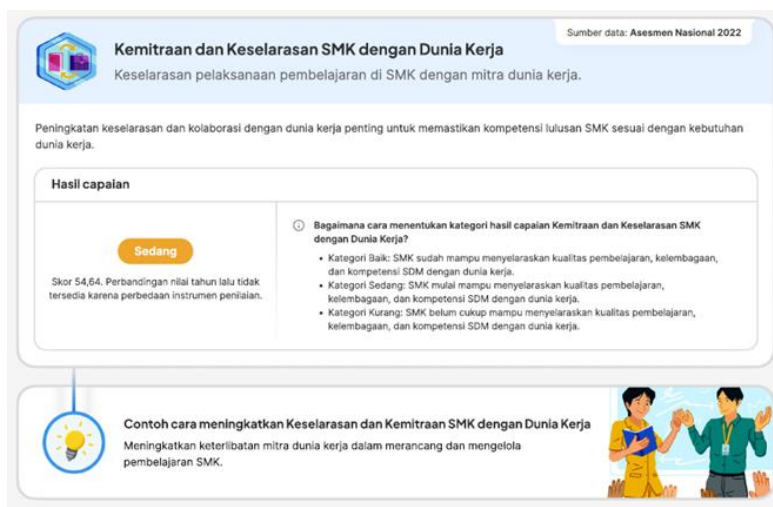 Sumber data: Asesmen Nasional 2022
Kemitraan dan Keselarasan SMK dengan Dunia Kerja
Keselarasan pelaksanaan pembelajaran di SMK dengan mitra dunia kerja.
Peningkatan keselarasan dan kolaborasi dengan dunia kerja penting untuk memastikan kompetensi lulusan SMK sesuai dengan kebutuhan
dunia kerja.
Hasil capaian
Sedang
Skor 54,64. Perbandingan nilai tahun lalu tidak
tersedia karena perbedaan instrumen penilaian.
Bagaimana cara menentukan kategori hasil capaian Kemitraan dan Keselarasan SMK
dengan Dunia Kerja?
• Kategori Baik: SMK sudah mampu menyelaraskan kualitas pembelajaran, kelembagaan,
dan kompetensi SDM dengan dunia kerja.
• Kategori Sedang: SMK mulai mampu menyelaraskan kualitas pembelajaran,
kelembagaan, dan kompetensi SDM dengan dunia kerja.
• Kategori Kurang: SMK belum cukup mampu menyelaraskan kualitas pembelajaran,
kelembagaan, dan kompetensi SDM dengan dunia kerja.
Contoh cara meningkatkan Keselarasan dan Kemitraan SMK dengan Dunia Kerja
Meningkatkan keterlibatan mitra dunia kerja dalam merancang dan mengelola
pembelajaran SMK.